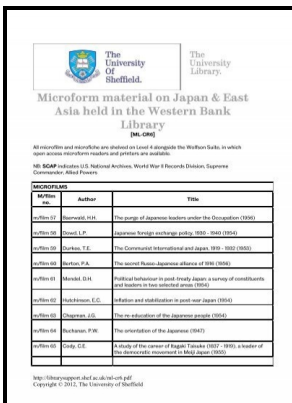 The
University
Of
Sheffield.
The
University
Library.
Microform material on Japan & East
Asia held in the Western Bank
Library
[ML-CR6]
All microfilm and microfiche are shelved on Level 4 alongside the Wolfson Suite, in which
open access microform readers and printers are available.
NB: SCAP indicates U.S. National Archives, World War II Records Division, Supreme
Commander, Allied Powers
MICROFILMS
M/film no. Author Title
m/film 57 Baerwald, H.H. The purge of Japanese leaders under the Occupation (1956)
m/film 58 Dowd, L.P. Japanese foreign exchange policy, 1930 - 1940 (1954)
m/film 59 Durkee, T.E. The Communist International and Japan, 1919 - 1932 (1953)
m/film 60 Berton, P.A. The secret Russo-Japanese alliance of 1916 (1956)
m/film 61 Mendel, D.H. Political behaviour in post-treaty Japan: a survey of constituents
and leaders in two selected areas (1954)
m/film 62 Hutchinson, E.C. Inflation and stabilization in post-war Japan (1954)
m/film 63 Chapman, J.G. The re-education of the Japanese people (1954)
m/film 64 Buchanan, P.W. The orientation of the Japanese (1947)
m/film 65 Cody, C.E. A study of the career of Itagaki Taisuke (1837 - 1919), a leader of
the democratic movement in Meiji Japan (1955)
http://librarysupport.shef.ac.uk/ml-cr6.pdf
Copyright © 2012, The University of Sheffield